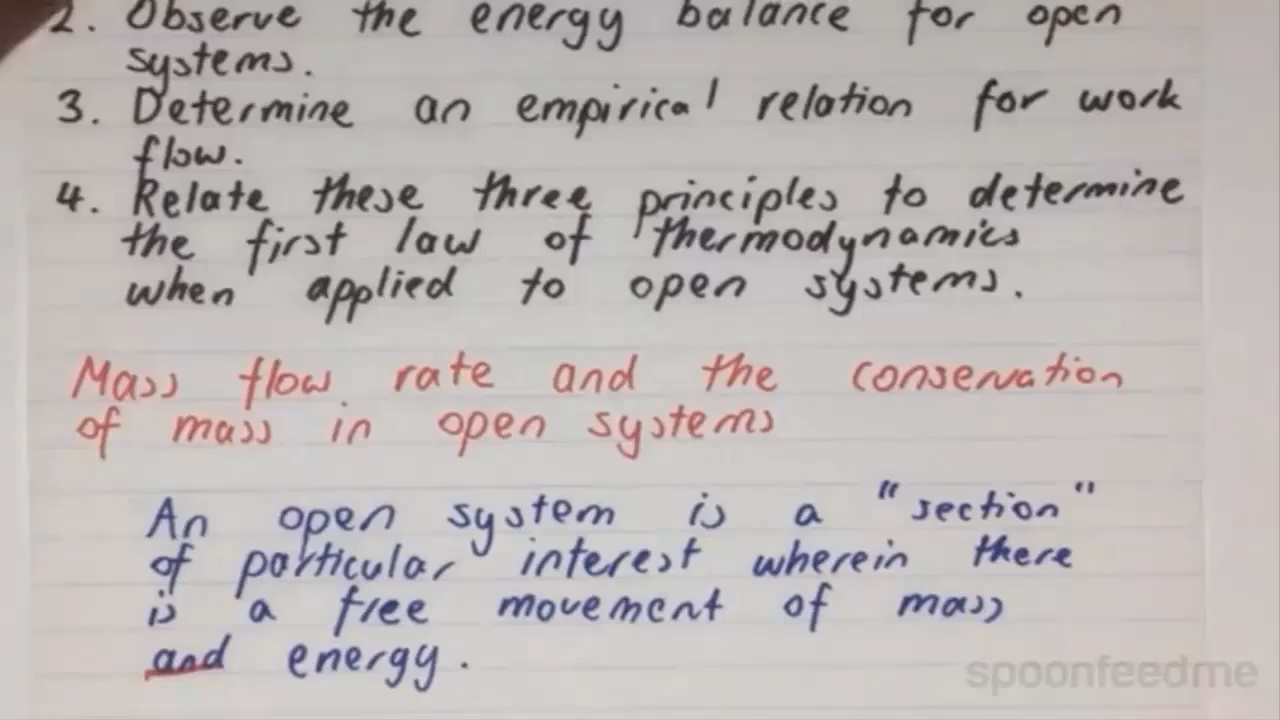 2. Observe the energy balance for open
systems.
3. Determine an empirical relation for work
flow.
4. Relate these three principles to determine
the first law of thermodynamics
when applied to open systems.
Mass flow rate and the conservation
of mass in open systems
An open system is a "section"
of particular interest wherein there
is a free movement of mass
and energy.
spoonfeedme